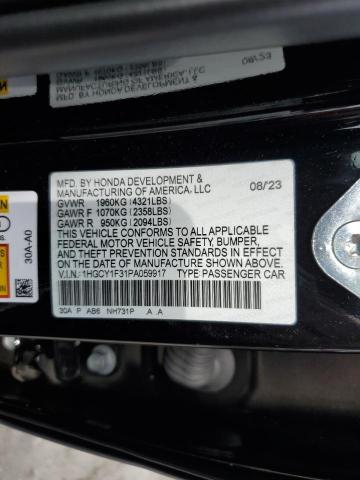 MFD. BY HONDA DEVELOPMENT &
MANUFACTURING OF AMERICA, LLC 08/23
GVWR 1960KG (4321LBS)
GAWR F 1070KG (2358LBS)
GAWR R 950KG (2094LBS)
THIS VEHICLE CONFORMS TO ALL APPLICABLE
FEDERAL MOTOR VEHICLE SAFETY, BUMPER,
AND THEFT PREVENTION STANDARDS IN EFFECT
ON THE DATE OF MANUFACTURE SHOWN ABOVE.
V.I.N.: 1HGCY1F31PA059917 TYPE PASSENGER CAR
30A P AB6 NH731P A .A
30A-A0